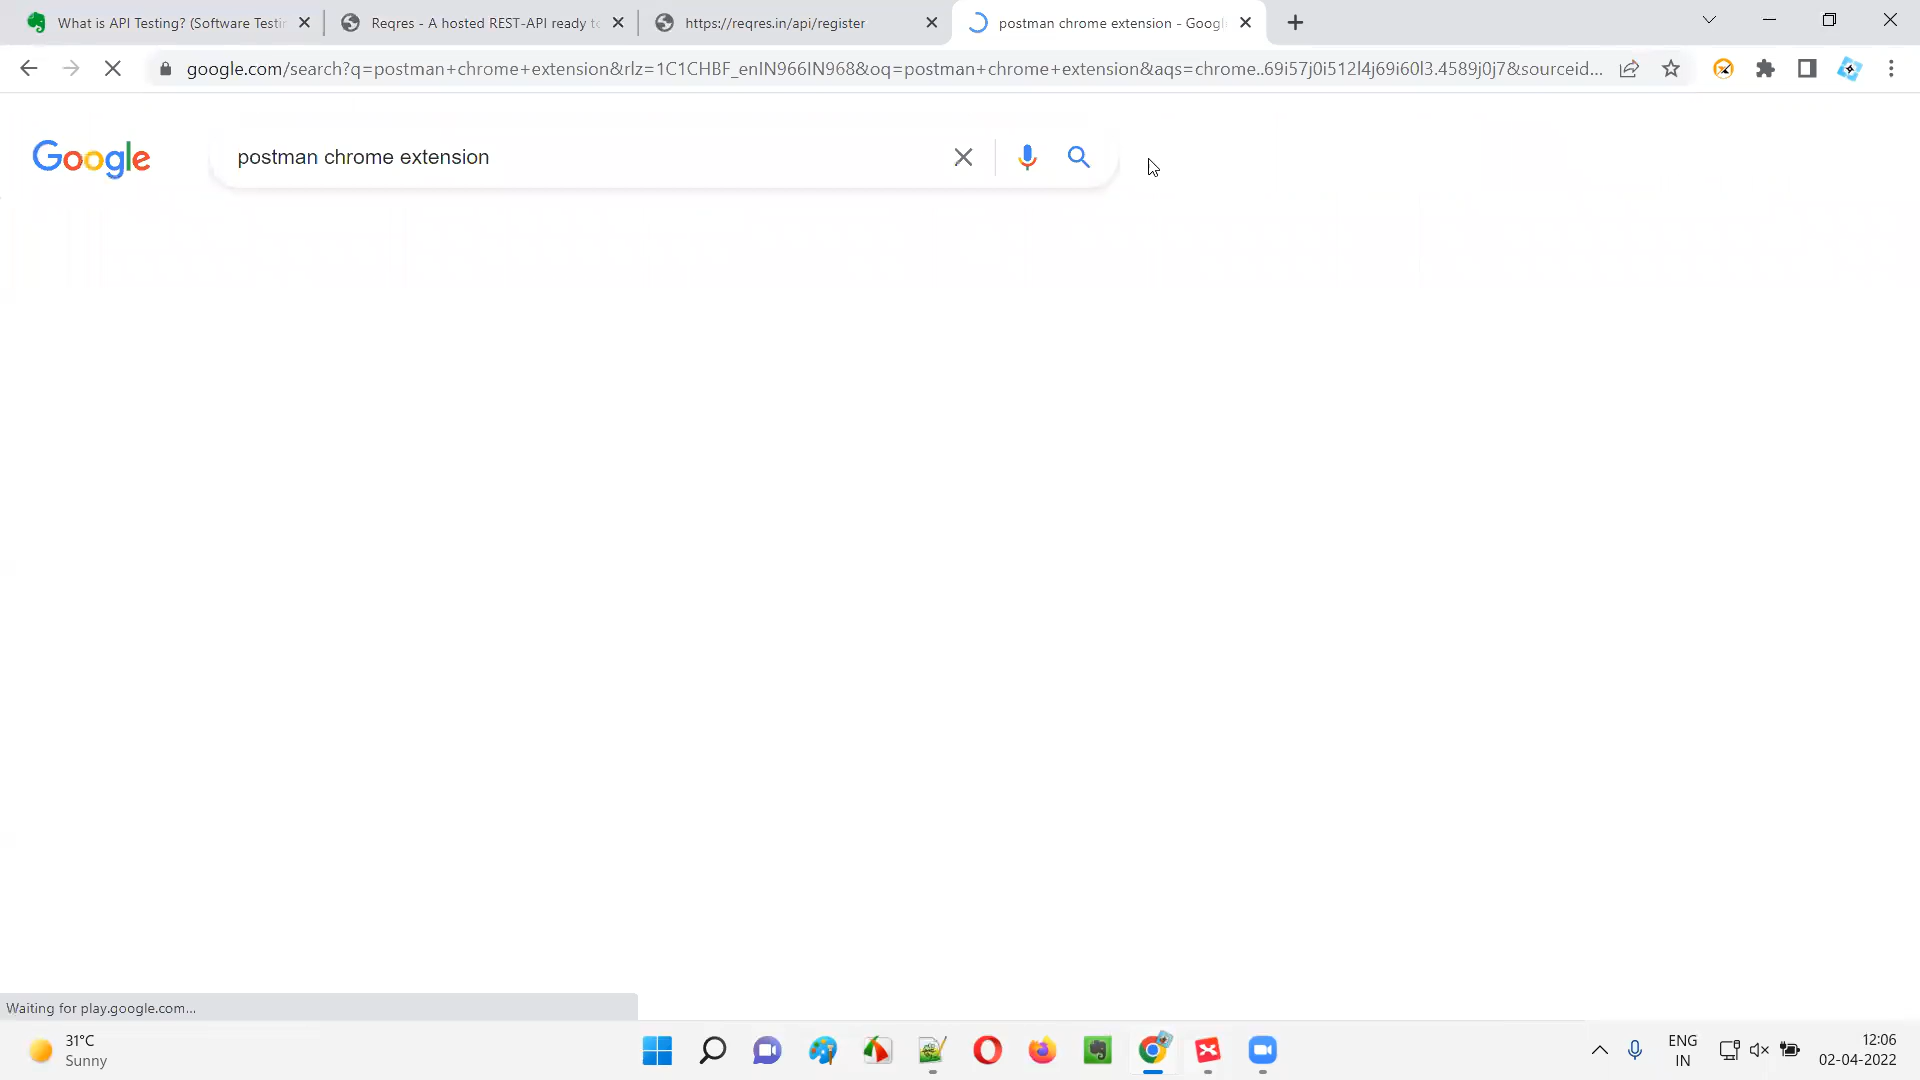 What is API Testing? (Software Testi
Reqres - A hosted REST-API ready t
https://reqres.in/api/register
postman chrome extension - Googl
google.com/search?q=postman+chrome+extension&rlz=1C1CHBF_enIN966IN968&oq=postman+chrome+extension&aqs=chrome..69i57j0i512l4j69i60l3.4589j0j7&sourceid...
Google
postman chrome extension
Waiting for play.google.com...
31°C
Sunny
ENG
IN
12:06
02-04-2022